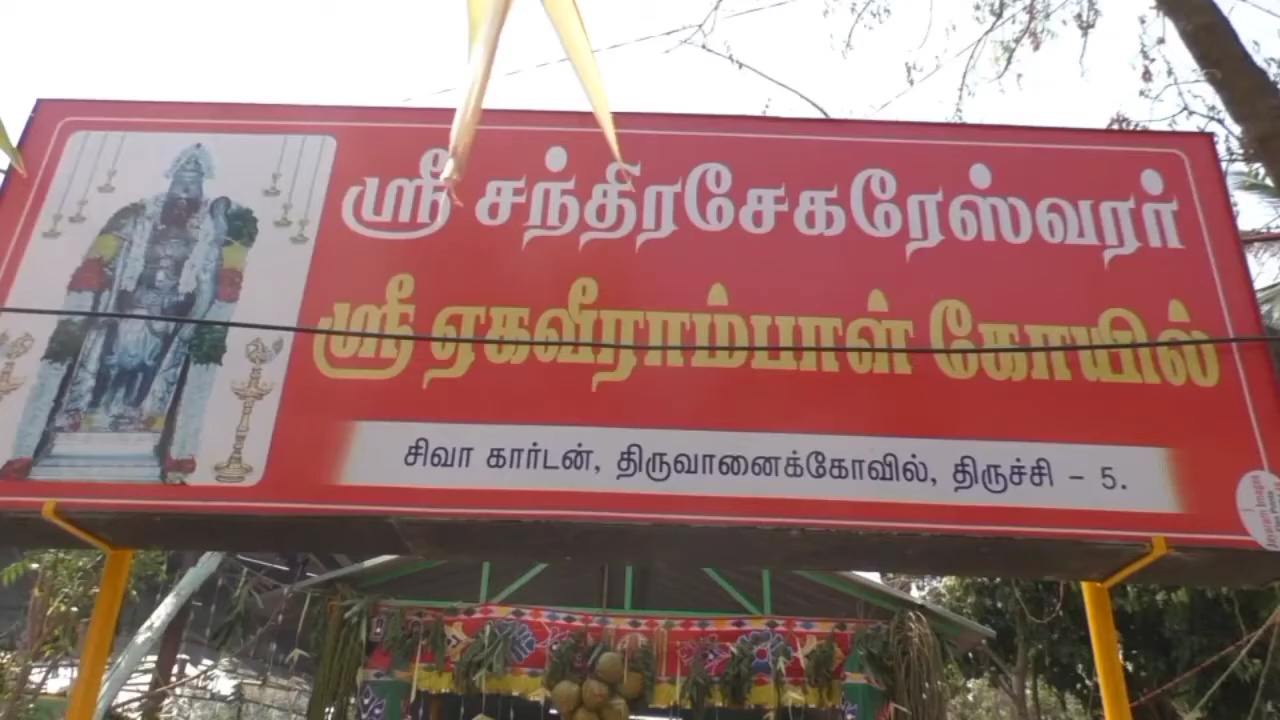 ஸ்ரீ சந்திரசேகரேஸ்வரர்
ஸ்ரீ ஏகவீராம்பாள் கோயில்
சிவா கார்டன், திருவானைக்கோவில், திருச்சி - 5.